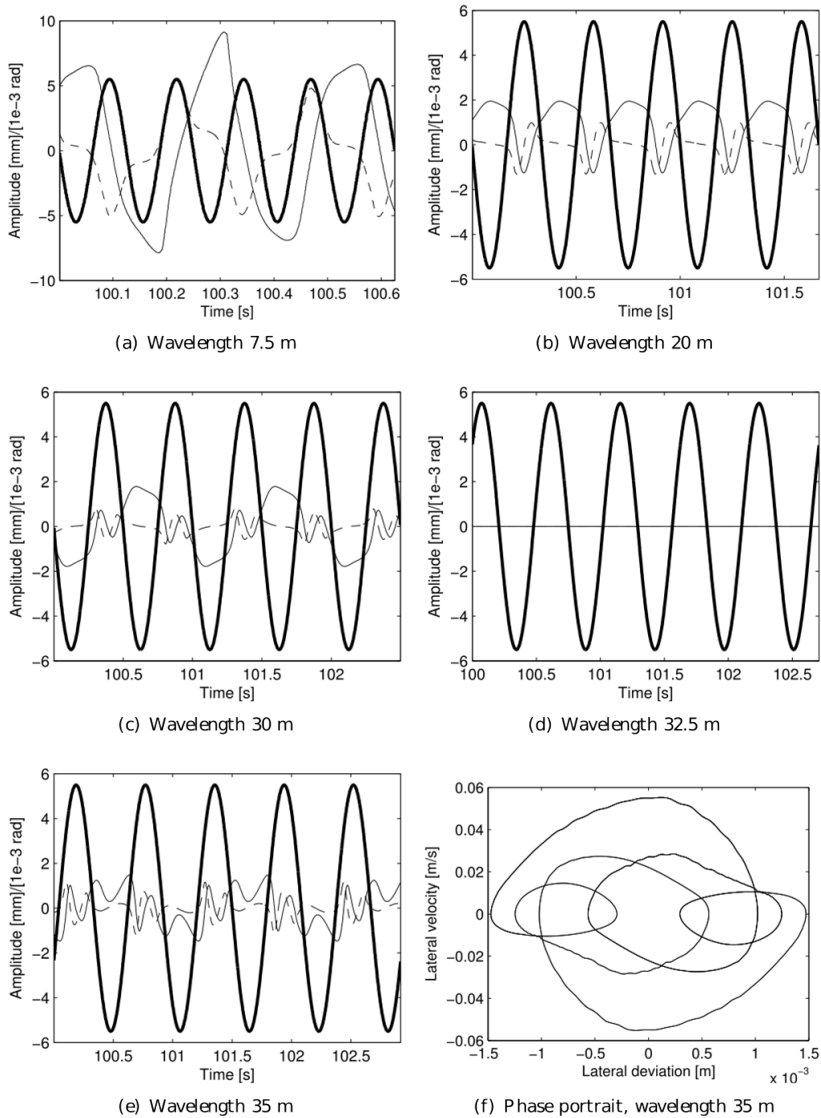 10
5
0
−5
−10
Amplitude [mm]/[1e−3 rad]
100.1 100.2 100.3 100.4 100.5 100.6
Time [s]
(a) Wavelength 7.5 m
6
4
2
0
−2
−4
−6
Amplitude [mm]/[1e−3 rad]
100.5 101 101.5
Time [s]
(b) Wavelength 20 m
6
4
2
0
−2
−4
−6
Amplitude [mm]/[1e−3 rad]
100.5 101 101.5 102
Time [s]
(c) Wavelength 30 m
6
4
2
0
−2
−4
−6
Amplitude [mm]/[1e−3 rad]
100 100.5 101 101.5 102 102.5
Time [s]
(d) Wavelength 32.5 m
6
4
2
0
−2
−4
−6
Amplitude [mm]/[1e−3 rad]
100.5 101 101.5 102 102.5
Time [s]
(e) Wavelength 35 m
0.06
0.04
0.02
0
−0.02
−0.04
−0.06
Lateral velocity [m/s]
−1.5 −1 −0.5 0 0.5 1 1.5
Lateral deviation [m]
x 10⁻³
(f) Phase portrait, wavelength 35 m